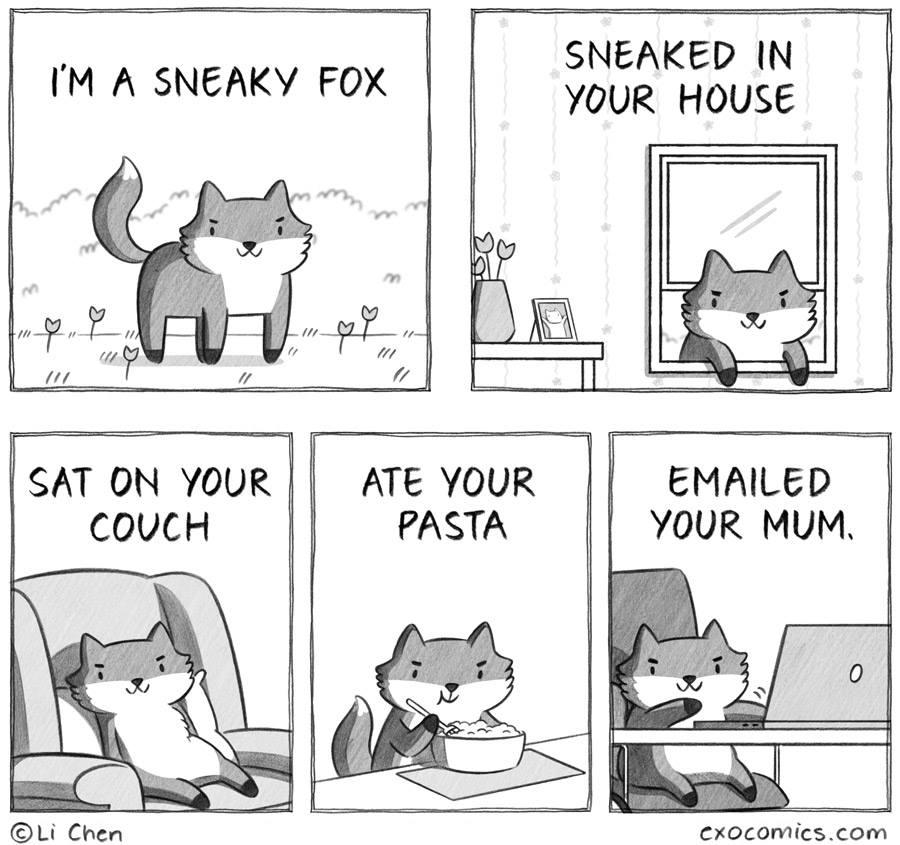 I'M A SNEAKY FOX
SNEAKED IN
YOUR HOUSE
SAT ON YOUR
COUCH
ATE YOUR
PASTA
EMAILED
YOUR MUM.
©Li Chen
exocomics.com